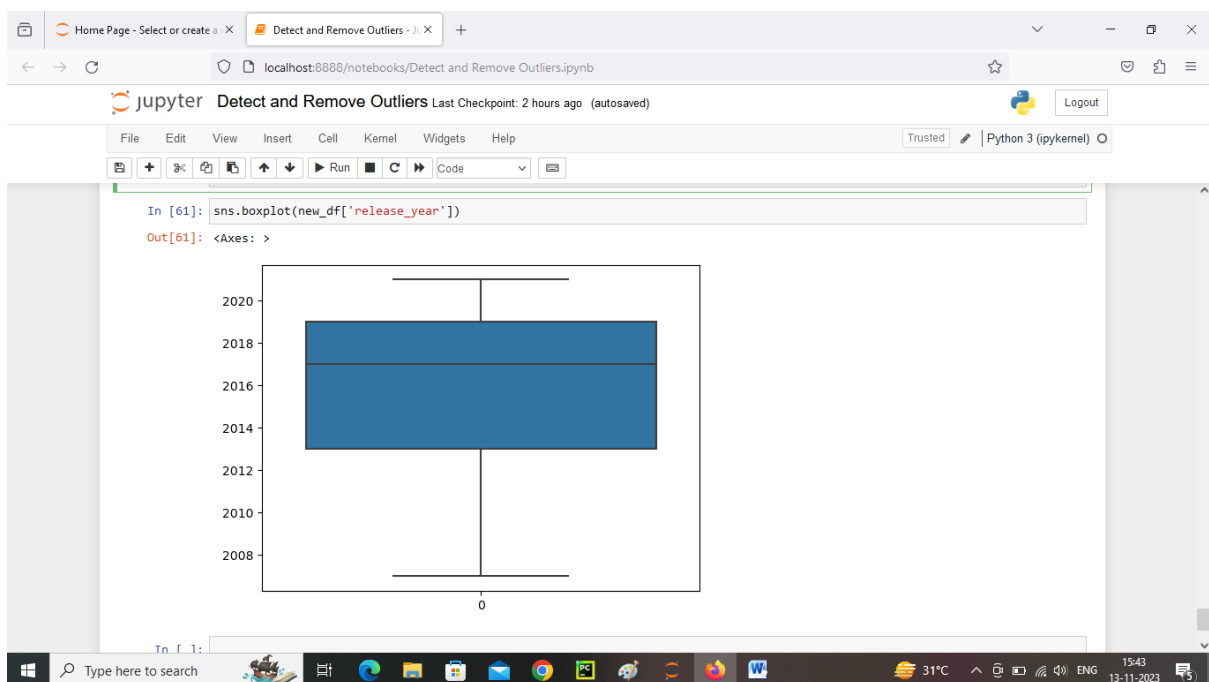 Home Page - Select or create a
Detect and Remove Outliers - Ju
localhost:8888/notebooks/Detect and Remove Outliers.ipynb
jupyter Detect and Remove Outliers Last Checkpoint: 2 hours ago (autosaved)
Logout
File Edit View Insert Cell Kernel Widgets Help
Trusted Python 3 (ipykernel)
Run Code
In [61]: sns.boxplot(new_df['release_year'])
Out[61]: <Axes: >
2020
2018
2016
2014
2012
2010
2008
0
In [ ]:
Type here to search
PC
W
31°C
ENG
15:43
13-11-2023
5